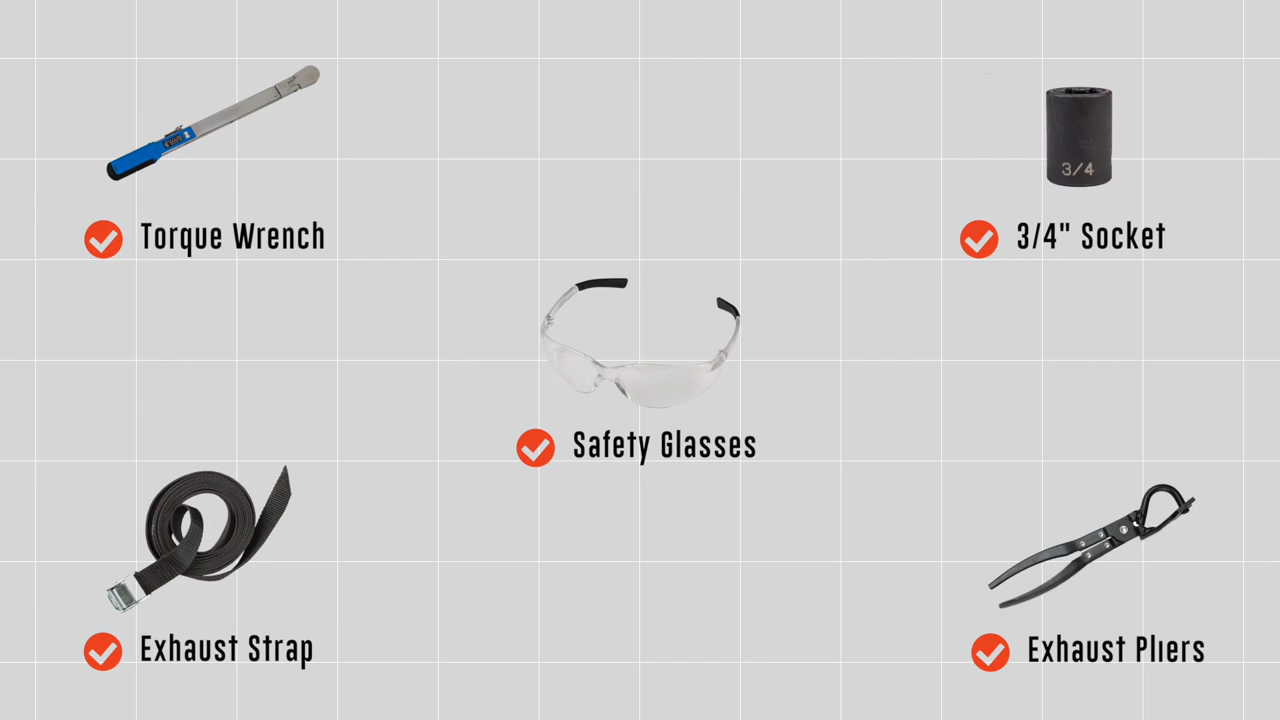 3/4
Torque Wrench
3/4" Socket
Safety Glasses
Exhaust Strap
Exhaust Pliers